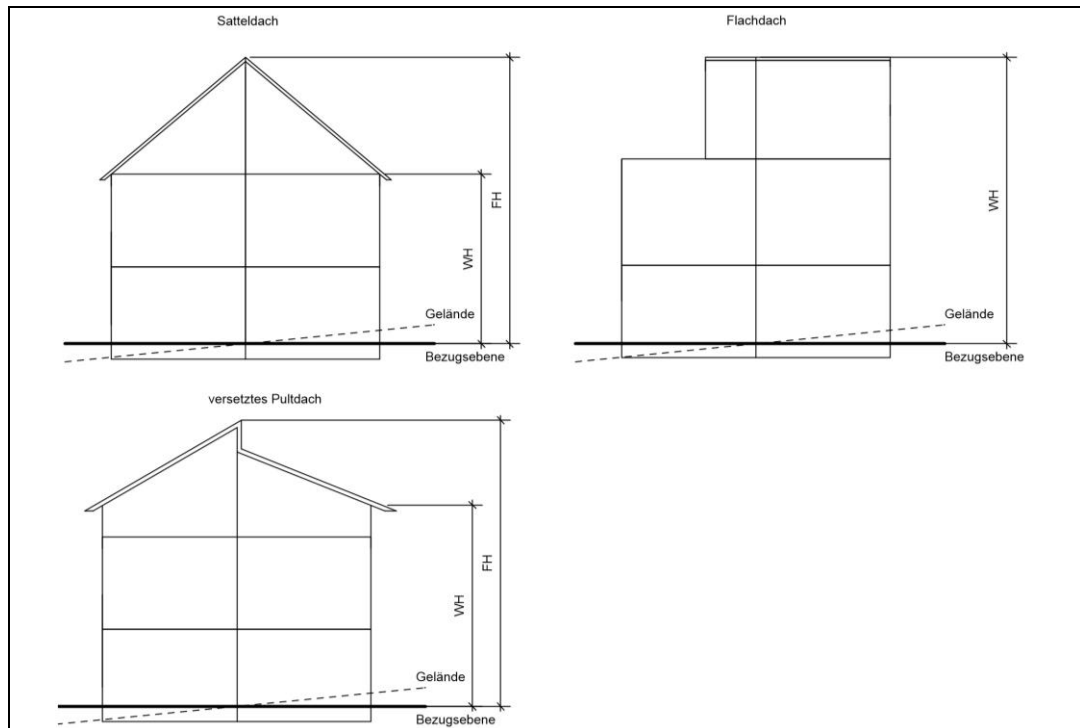 Satteldach
FH
WH
Gelände
Bezugsebene
Flachdach
WH
Gelände
Bezugsebene
versetztes Pultdach
FH
WH
Gelände
Bezugsebene